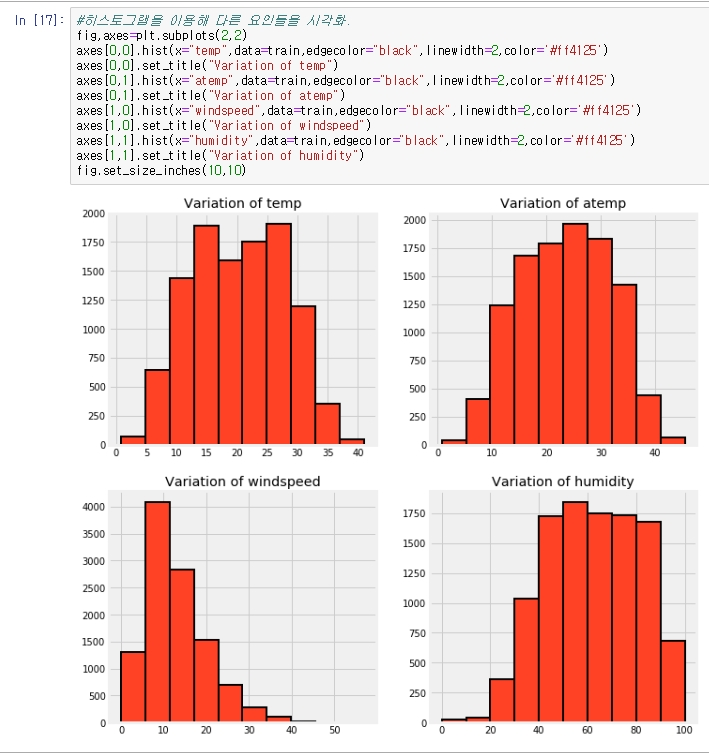 In [17]: #히스토그램을 이용해 다른 요인들을 시각화.
fig,axes=plt.subplots(2,2)
axes[0,0].hist(x="temp",data=train,edgecolor="black",linewidth=2,color='#ff4125')
axes[0,0].set_title("Variation of temp")
axes[0,1].hist(x="atemp",data=train,edgecolor="black",linewidth=2,color='#ff4125')
axes[0,1].set_title("Variation of atemp")
axes[1,0].hist(x="windspeed",data=train,edgecolor="black",linewidth=2,color='#ff4125')
axes[1,0].set_title("Variation of windspeed")
axes[1,1].hist(x="humidity",data=train,edgecolor="black",linewidth=2,color='#ff4125')
axes[1,1].set_title("Variation of humidity")
fig.set_size_inches(10,10)
Variation of temp
2000
1750
1500
1250
1000
750
500
250
0
0 5 10 15 20 25 30 35 40
Variation of atemp
2000
1750
1500
1250
1000
750
500
250
0
0 10 20 30 40
Variation of windspeed
4000
3500
3000
2500
2000
1500
1000
500
0
0 10 20 30 40 50
Variation of humidity
1750
1500
1250
1000
750
500
250
0
0 20 40 60 80 100